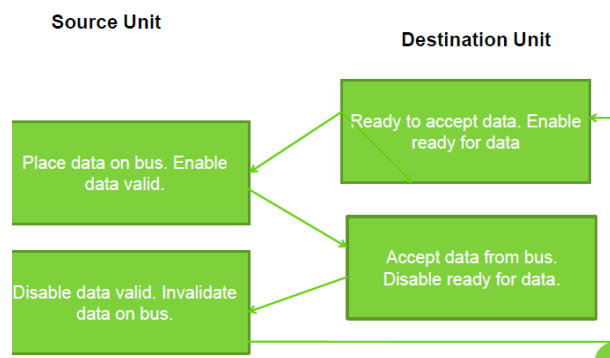 Source Unit
Destination Unit
Ready to accept data. Enable
ready for data
Place data on bus. Enable
data valid.
Accept data from bus.
Disable ready for data.
Disable data valid. Invalidate
data on bus.